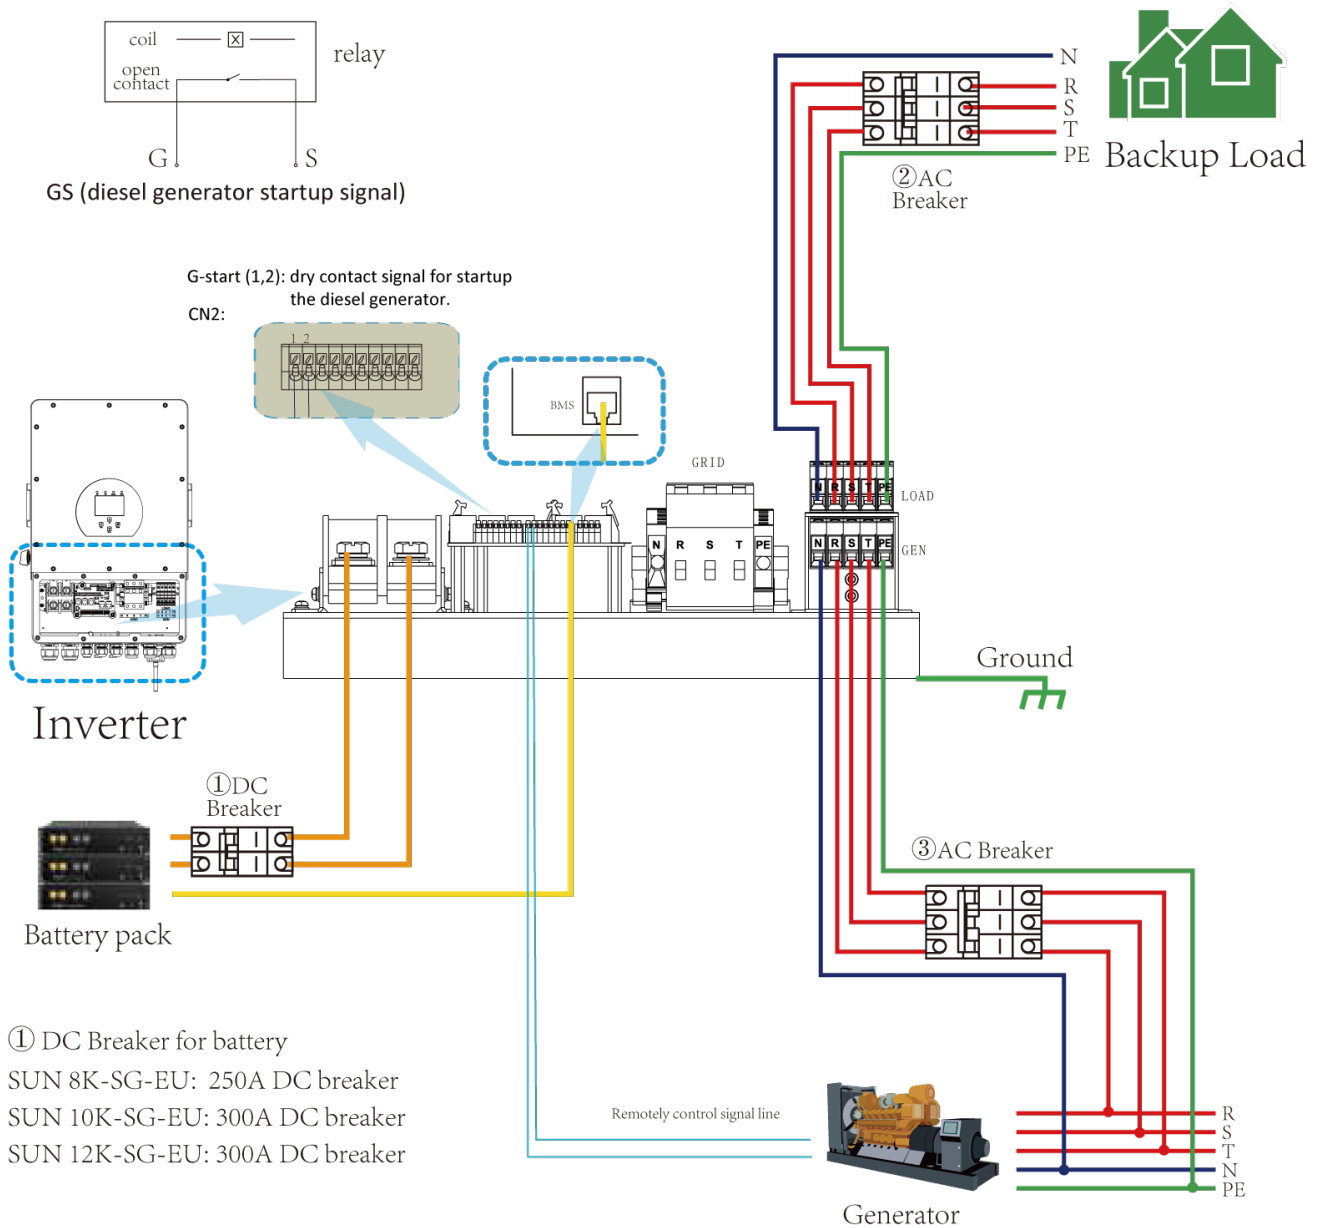 coil
open
contact
relay
G
S
GS (diesel generator startup signal)
N
R
S
T
PE
Backup Load
②AC
Breaker
G-start (1,2): dry contact signal for startup
the diesel generator.
CN2:
1 2
BMS
GRID
N R S T PE
N R S T PE
LOAD
N R S T PE
GEN
Ground
Inverter
①DC
Breaker
Battery pack
③AC Breaker
① DC Breaker for battery
SUN 8K-SG-EU: 250A DC breaker
SUN 10K-SG-EU: 300A DC breaker
SUN 12K-SG-EU: 300A DC breaker
Remotely control signal line
Generator
R
S
T
N
PE